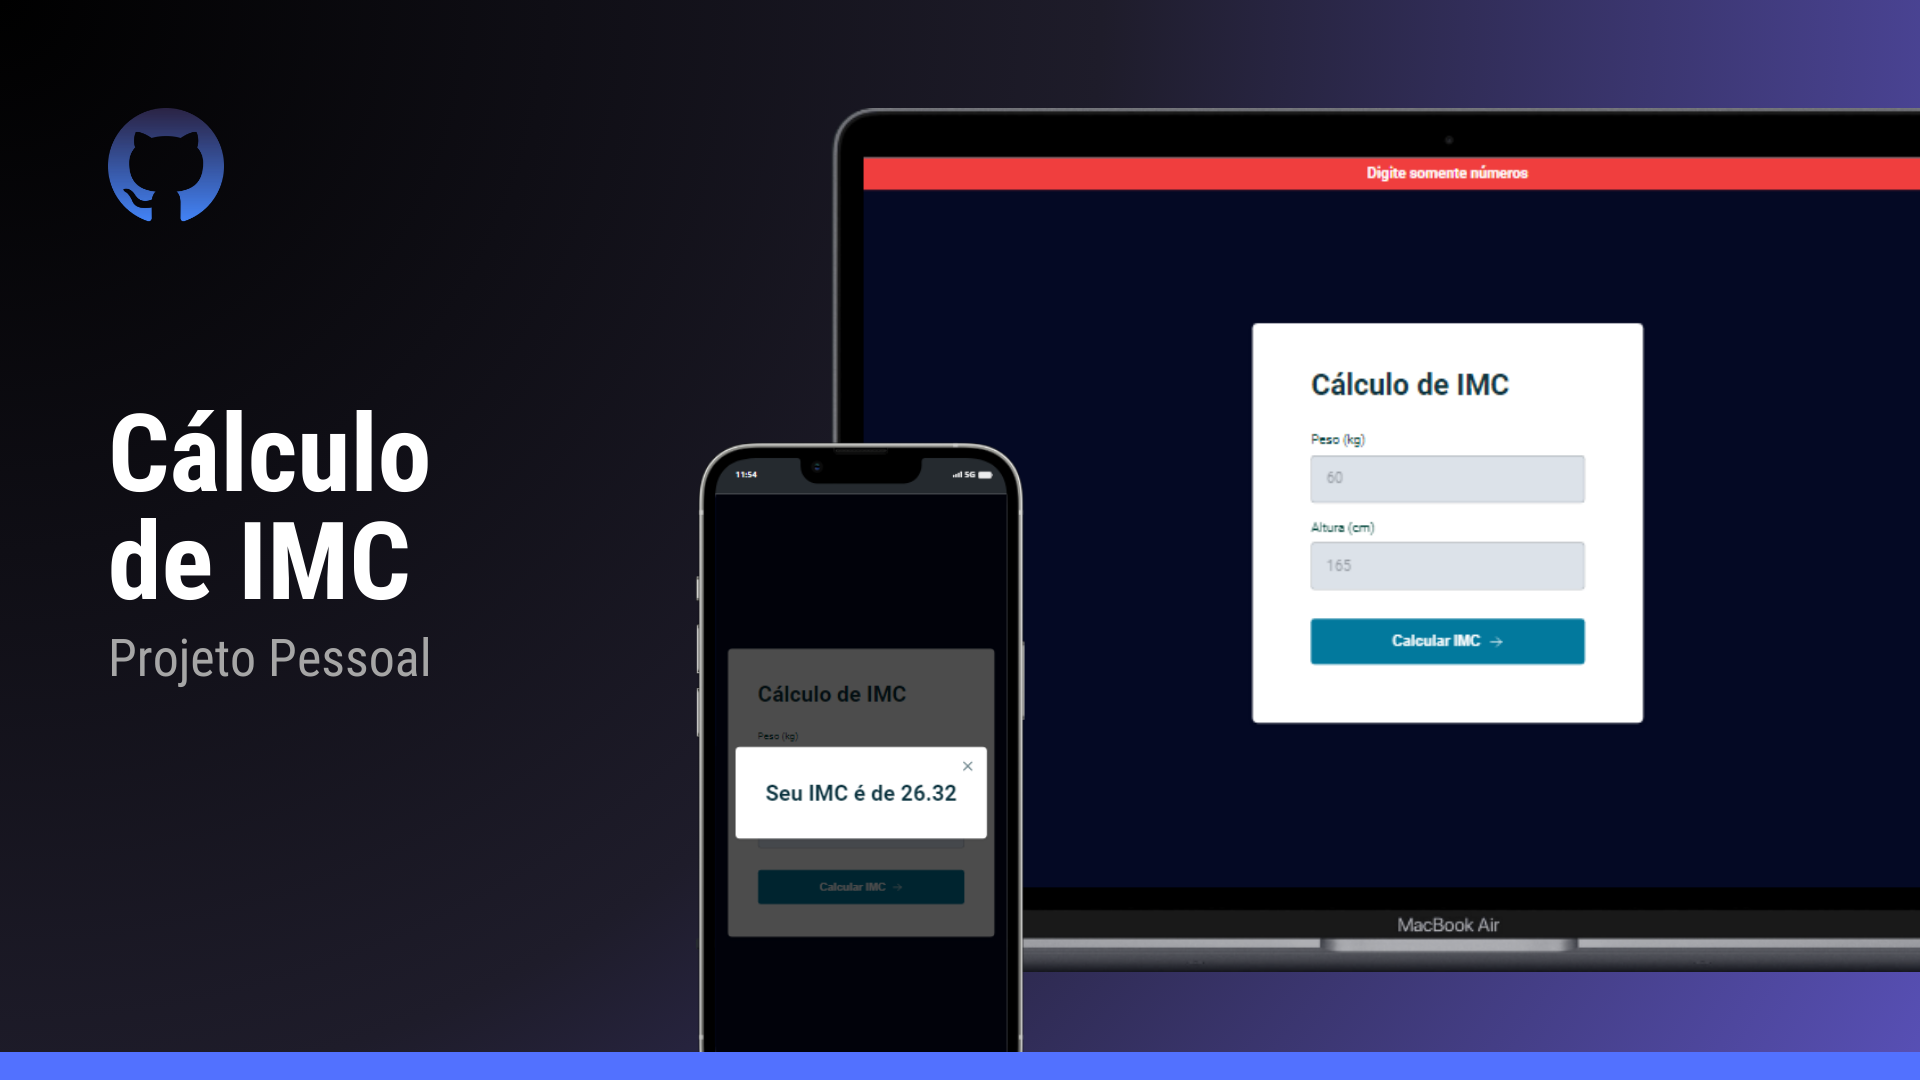 Cálculo
de IMC
Projeto Pessoal
11:54
5G
Cálculo de IMC
Peso (kg)
Seu IMC é de 26.32
Calcular IMC
Digite somente números
Cálculo de IMC
Peso (kg)
60
Altura (cm)
165
Calcular IMC
MacBook Air